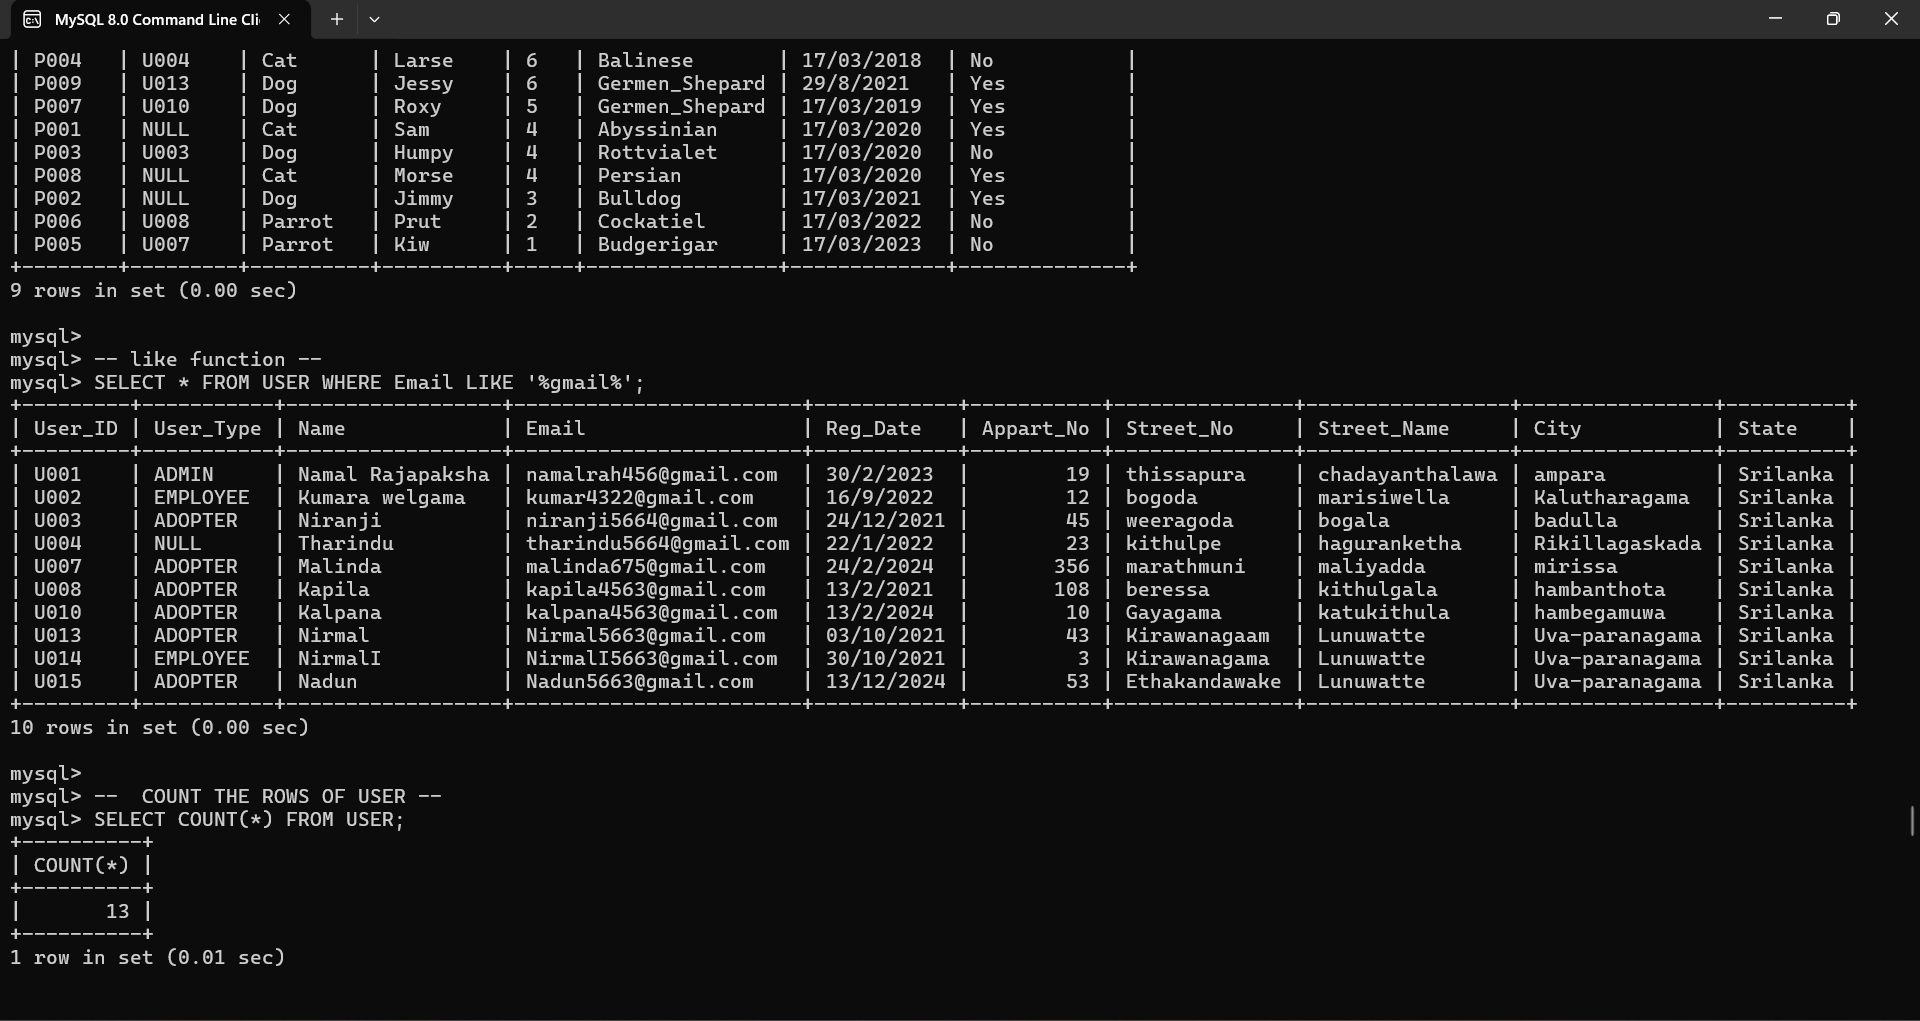 MySQL 8.0 Command Line Cli
| P004   | U004    | Cat      | Larse    | 6   | Balinese       | 17/03/2018  | No           |
| P009   | U013    | Dog      | Jessy    | 6   | Germen_Shepard | 29/8/2021   | Yes          |
| P007   | U010    | Dog      | Roxy     | 5   | Germen_Shepard | 17/03/2019  | Yes          |
| P001   | NULL    | Cat      | Sam      | 4   | Abyssinian     | 17/03/2020  | Yes          |
| P003   | U003    | Dog      | Humpy    | 4   | Rottvialet     | 17/03/2020  | No           |
| P008   | NULL    | Cat      | Morse    | 4   | Persian        | 17/03/2020  | Yes          |
| P002   | NULL    | Dog      | Jimmy    | 3   | Bulldog        | 17/03/2021  | Yes          |
| P006   | U008    | Parrot   | Prut     | 2   | Cockatiel      | 17/03/2022  | No           |
| P005   | U007    | Parrot   | Kiw      | 1   | Budgerigar     | 17/03/2023  | No           |
+--------+---------+----------+----------+-----+----------------+-------------+--------------+
9 rows in set (0.00 sec)
mysql>
mysql> -- like function --
mysql> SELECT * FROM USER WHERE Email LIKE '%gmail%';
+---------+-----------+------------------+------------------------+------------+-----------+---------------+-----------------+----------------+----------+
| User_ID | User_Type | Name             | Email                  | Reg_Date   | Appart_No | Street_No     | Street_Name     | City           | State    |
+---------+-----------+------------------+------------------------+------------+-----------+---------------+-----------------+----------------+----------+
| U001    | ADMIN     | Namal Rajapaksha | namalrah456@gmail.com  | 30/2/2023  |        19 | thissapura    | chadayanthalawa | ampara         | Srilanka |
| U002    | EMPLOYEE  | Kumara welgama   | kumar4322@gmail.com    | 16/9/2022  |        12 | bogoda        | marisiwella     | Kalutharagama  | Srilanka |
| U003    | ADOPTER   | Niranji          | niranji5664@gmail.com  | 24/12/2021 |        45 | weeragoda     | bogala          | badulla        | Srilanka |
| U004    | NULL      | Tharindu         | tharindu5664@gmail.com | 22/1/2022  |        23 | kithulpe      | haguranketha    | Rikillagaskada | Srilanka |
| U007    | ADOPTER   | Malinda          | malinda675@gmail.com   | 24/2/2024  |       356 | marathmuni    | maliyadda       | mirissa        | Srilanka |
| U008    | ADOPTER   | Kapila           | kapila4563@gmail.com   | 13/2/2021  |       108 | beressa       | kithulgala      | hambanthota    | Srilanka |
| U010    | ADOPTER   | Kalpana          | kalpana4563@gmail.com  | 13/2/2024  |        10 | Gayagama      | katukithula     | hambegamuwa    | Srilanka |
| U013    | ADOPTER   | Nirmal           | Nirmal5663@gmail.com   | 03/10/2021 |        43 | Kirawanagaam  | Lunuwatte       | Uva-paranagama | Srilanka |
| U014    | EMPLOYEE  | NirmalI          | NirmalI5663@gmail.com  | 30/10/2021 |         3 | Kirawanagama  | Lunuwatte       | Uva-paranagama | Srilanka |
| U015    | ADOPTER   | Nadun            | Nadun5663@gmail.com    | 13/12/2024 |        53 | Ethakandawake | Lunuwatte       | Uva-paranagama | Srilanka |
+---------+-----------+------------------+------------------------+------------+-----------+---------------+-----------------+----------------+----------+
10 rows in set (0.00 sec)
mysql>
mysql> --  COUNT THE ROWS OF USER --
mysql> SELECT COUNT(*) FROM USER;
+----------+
| COUNT(*) |
+----------+
|       13 |
+----------+
1 row in set (0.01 sec)